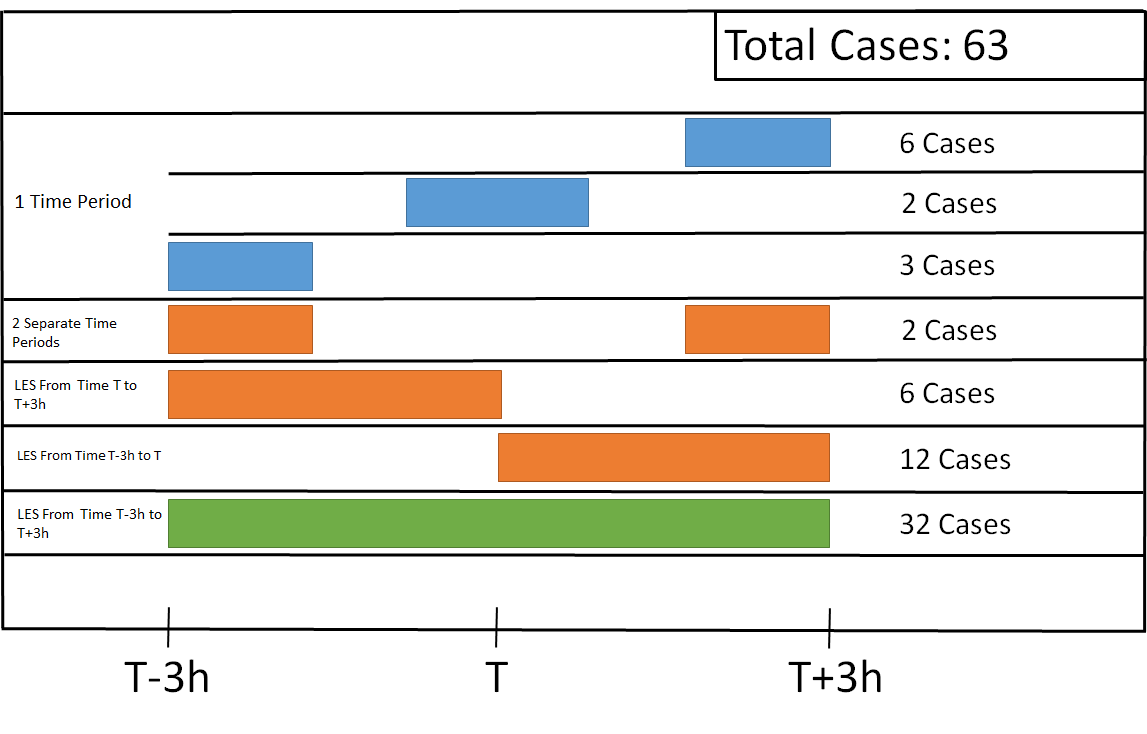 Total Cases: 63
6 Cases
1 Time Period
2 Cases
3 Cases
2 Separate Time
Periods
2 Cases
LES From Time T to
T+3h
6 Cases
LES From Time T-3h to T
12 Cases
LES From Time T-3h to
T+3h
32 Cases
T-3h
T
T+3h